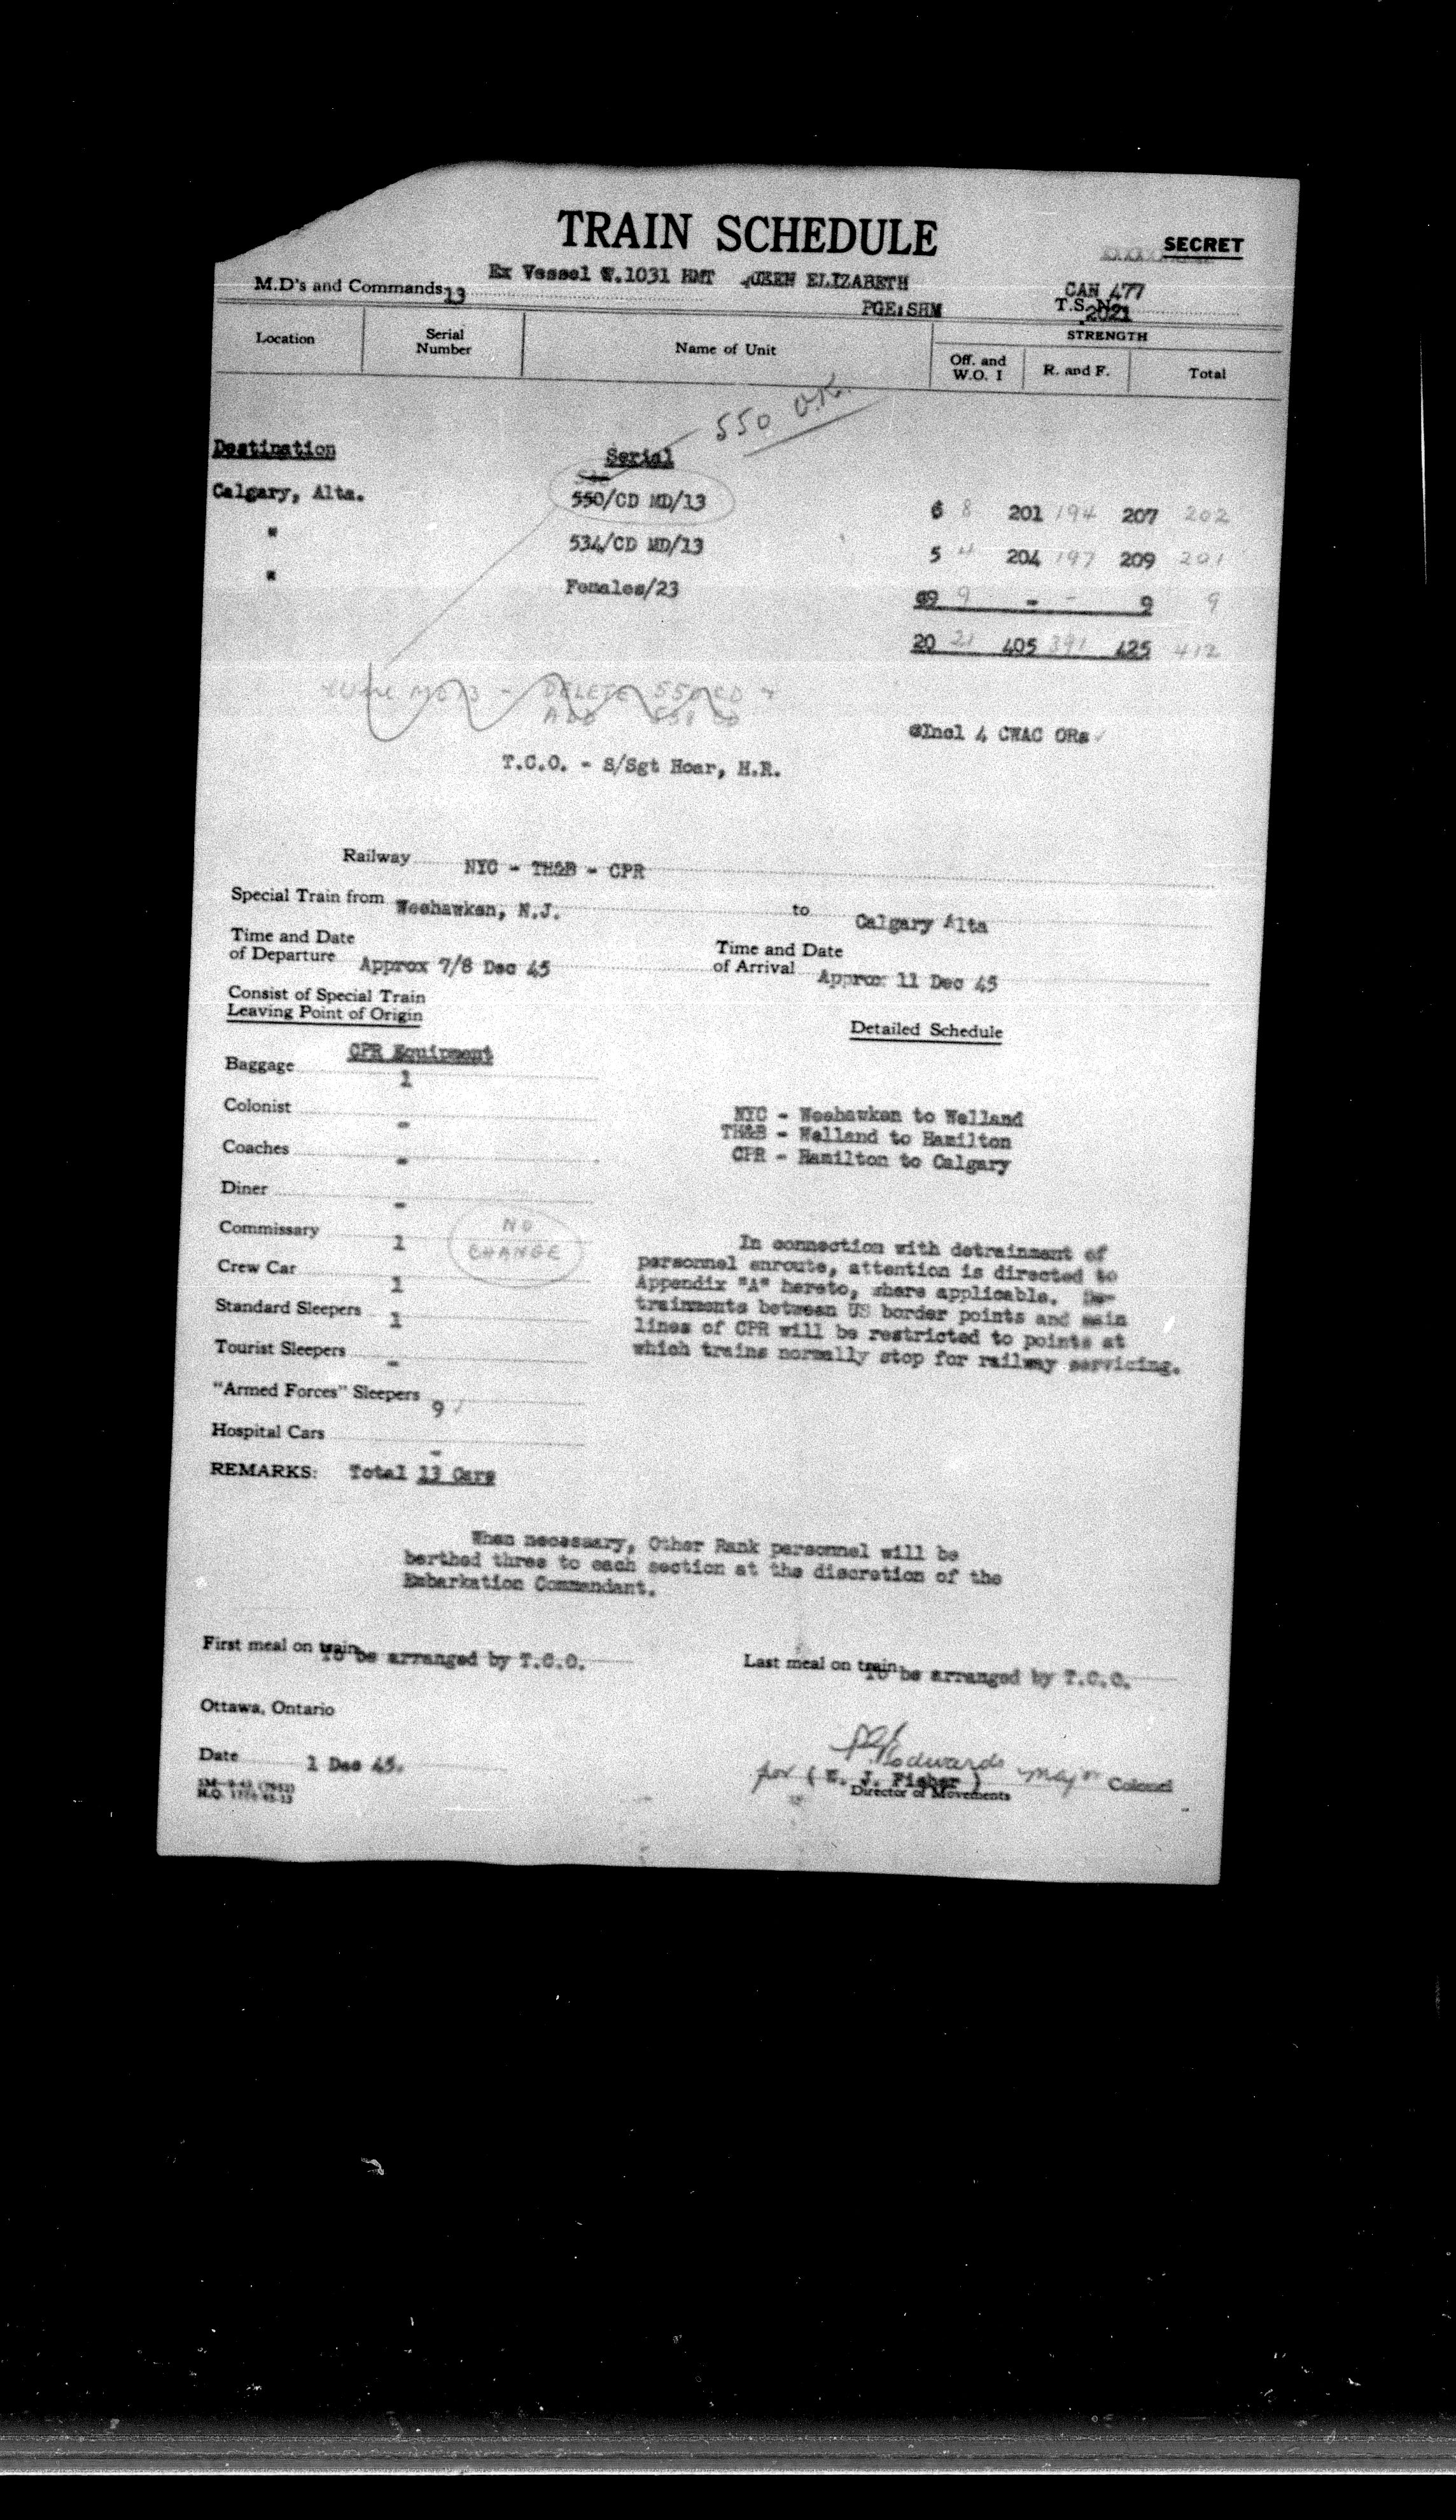 TRAIN SCHEDULE
SECRET
Ex Vessel W.1031 HMT QUEEN ELIZABETH
M.D's and Commands 13
PGE:SHM
CAN 477
T.S. No. 2021
Location Serial Number Name of Unit STRENGTH
Off. and W.O. I R. and F. Total
550 O.K.
Destination Serial
Calgary, Alta. 550/CD MD/13 6 8 201 194 207 202
" 534/CD MD/13 5 4 204 197 209 201
" Females/23 @9 9 - - 9 9
20 21 405 391 425 412
MD 13 - DELETE 550 CD +
ADD 538 CD
@Incl 4 CWAC ORs
T.C.O. - S/Sgt Hoar, H.R.
Railway NYC - TH&B - CPR
Special Train from Weehawken, N.J. to Calgary Alta
Time and Date of Departure Approx 7/8 Dec 45 Time and Date of Arrival Approx 11 Dec 45
Consist of Special Train
Leaving Point of Origin
Detailed Schedule
CPR Equipment
Baggage 1
Colonist -
Coaches -
Diner -
Commissary 1
Crew Car 1
Standard Sleepers 1
Tourist Sleepers -
"Armed Forces" Sleepers 9
Hospital Cars -
NO
CHANGE
NYC - Weehawken to Welland
TH&B - Welland to Hamilton
CPR - Hamilton to Calgary
In connection with detrainment of
personnel enroute, attention is directed to
Appendix "A" hereto, where applicable. De-
trainments between US border points and main
lines of CPR will be restricted to points at
which trains normally stop for railway servicing.
REMARKS: Total 13 Cars
When necessary, Other Rank personnel will be
berthed three to each section at the discretion of the
Embarkation Commandant.
First meal on train To be arranged by T.C.O. Last meal on train To be arranged by T.C.O.
Ottawa, Ontario
Date 1 Dec 45.
Edwards Major
for (E. J. Fisher) Colonel
Director of Movements